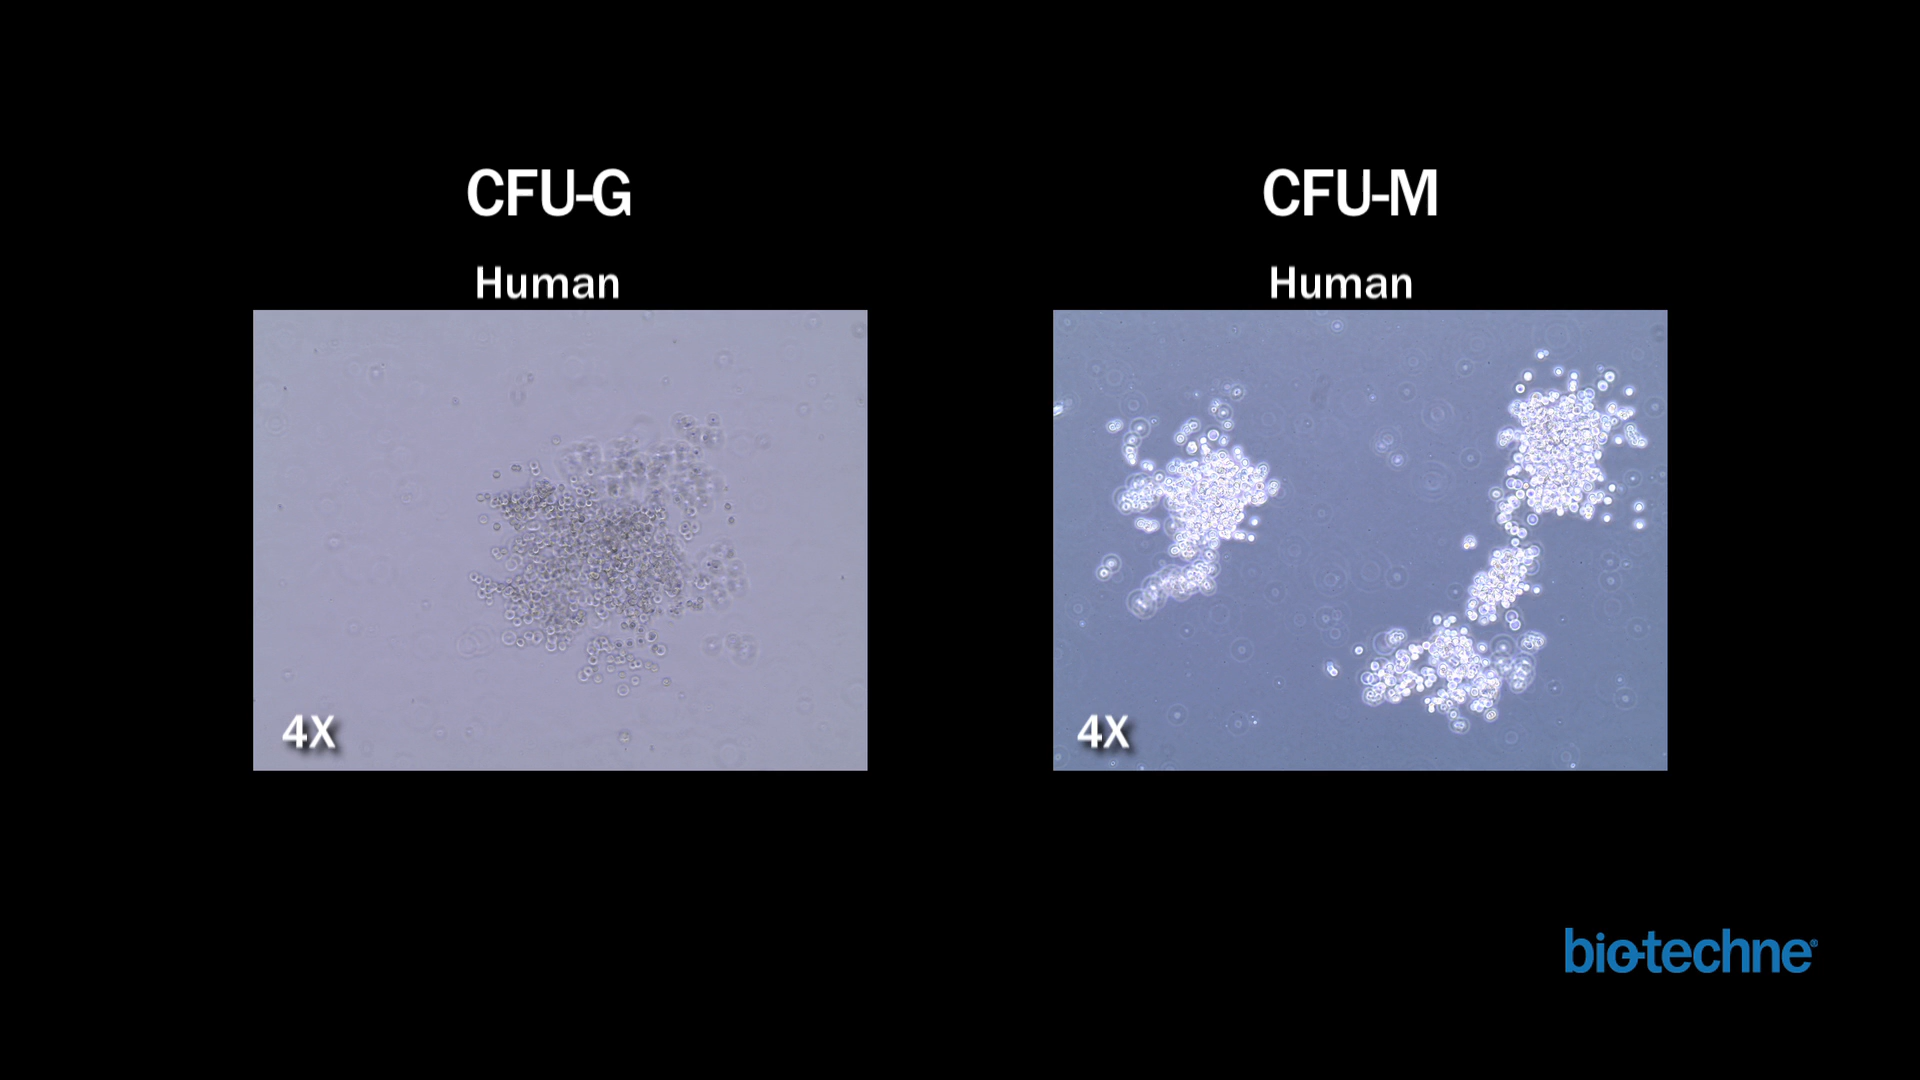 CFU-G
Human
4X
CFU-M
Human
4X
bio-techne®